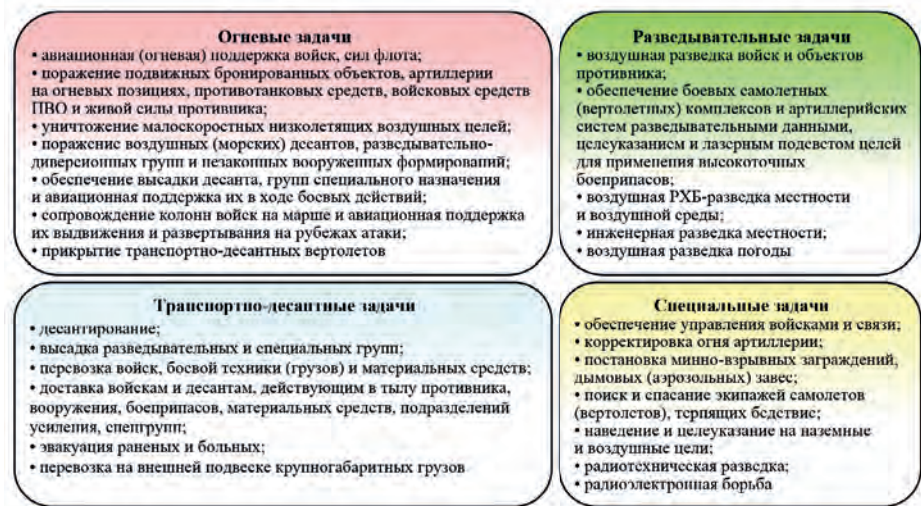 Огневые задачи
• авиационная (огневая) поддержка войск, сил флота;
• поражение подвижных бронированных объектов, артиллерии
на огневых позициях, противотанковых средств, войсковых средств
ПВО и живой силы противника;
• уничтожение малоскоростных низколетящих воздушных целей;
• поражение воздушных (морских) десантов, разведывательно-
диверсионных групп и незаконных вооруженных формирований;
• обеспечение высадки десанта, групп специального назначения
и авиационная поддержка их в ходе боевых действий;
• сопровождение колонн войск на марше и авиационная поддержка
их выдвижения и развертывания на рубежах атаки;
• прикрытие транспортно-десантных вертолетов
Разведывательные задачи
• воздушная разведка войск и объектов
противника;
• обеспечение боевых самолетных
(вертолетных) комплексов и артиллерийских
систем разведывательными данными,
целеуказанием и лазерным подсветом целей
для применения высокоточных
боеприпасов;
• воздушная РХБ-разведка местности
и воздушной среды;
• инженерная разведка местности;
• воздушная разведка погоды
Транспортно-десантные задачи
• десантирование;
• высадка разведывательных и специальных групп;
• перевозка войск, боевой техники (грузов) и материальных средств;
• доставка войскам и десантам, действующим в тылу противника,
вооружения, боеприпасов, материальных средств, подразделений
усиления, спецгрупп;
• эвакуация раненых и больных;
• перевозка на внешней подвеске крупногабаритных грузов
Специальные задачи
• обеспечение управления войсками и связи;
• корректировка огня артиллерии;
• постановка минно-взрывных заграждений,
дымовых (аэрозольных) завес;
• поиск и спасание экипажей самолетов
(вертолетов), терпящих бедствие;
• наведение и целеуказание на наземные
и воздушные цели;
• радиотехническая разведка;
• радиоэлектронная борьба